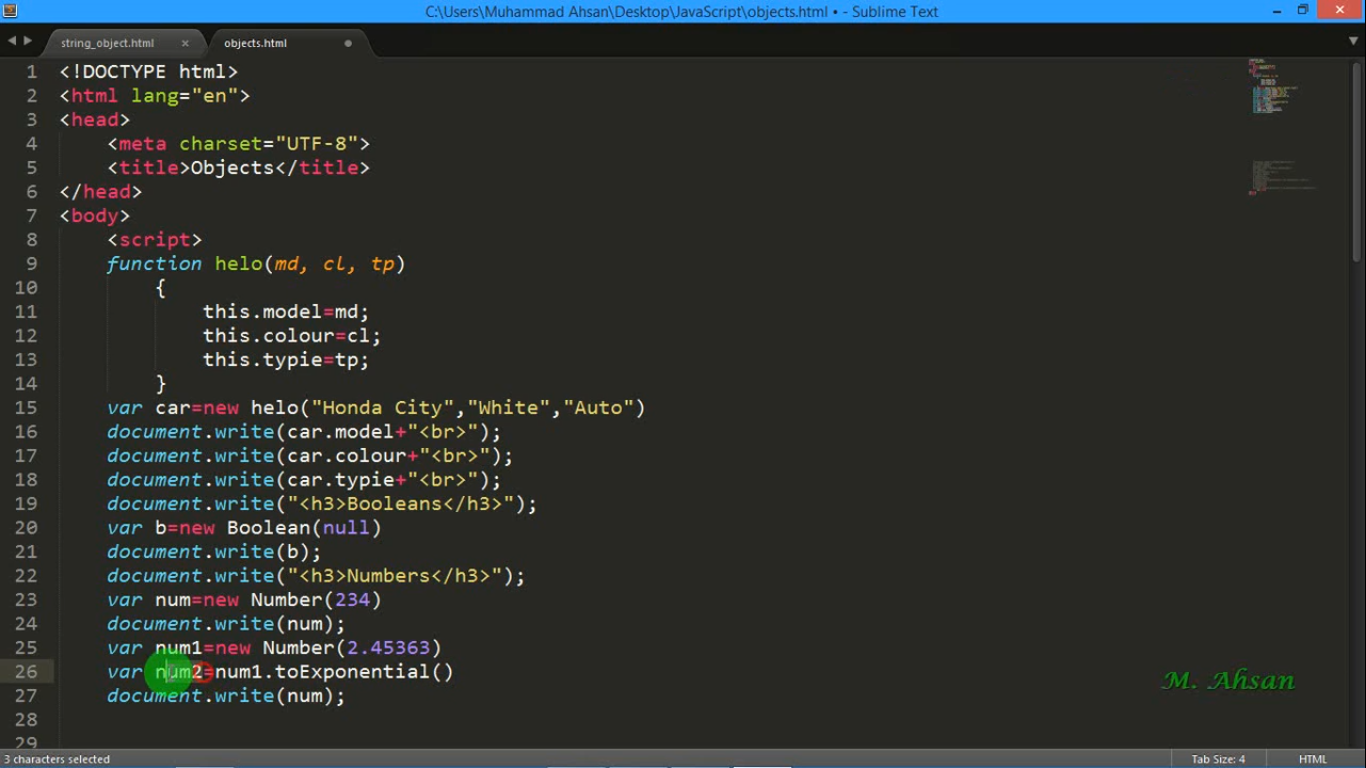 C:\Users\Muhammad Ahsan\Desktop\JavaScript\objects.html • - Sublime Text
string_object.html × objects.html
1 <!DOCTYPE html>
2 <html lang="en">
3 <head>
4 <meta charset="UTF-8">
5 <title>Objects</title>
6 </head>
7 <body>
8 <script>
9 function helo(md, cl, tp)
10 {
11 this.model=md;
12 this.colour=cl;
13 this.typie=tp;
14 }
15 var car=new helo("Honda City","White","Auto")
16 document.write(car.model+"<br>");
17 document.write(car.colour+"<br>");
18 document.write(car.typie+"<br>");
19 document.write("<h3>Booleans</h3>");
20 var b=new Boolean(null)
21 document.write(b);
22 document.write("<h3>Numbers</h3>");
23 var num=new Number(234)
24 document.write(num);
25 var num1=new Number(2.45363)
26 var num2=num1.toExponential()
27 document.write(num);
28
29
M. Ahsan
3 characters selected Tab Size: 4 HTML